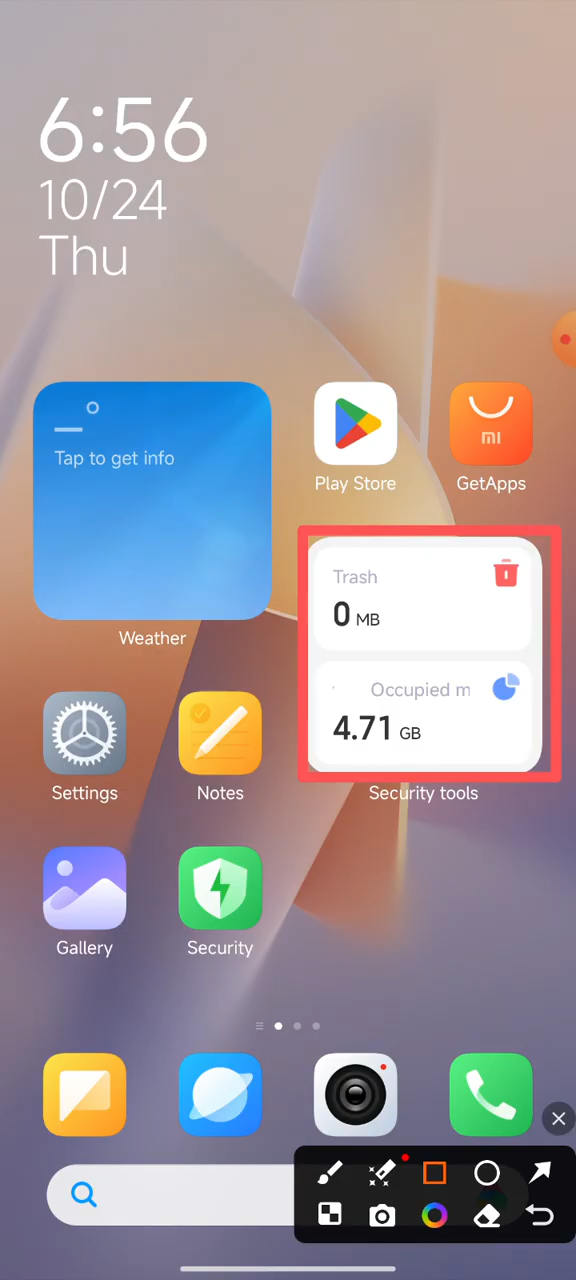 6:56
10/24
Thu
Tap to get info
Weather
Play Store
mi
GetApps
Trash
0 MB
Occupied m
4.71 GB
Security tools
Settings
Notes
Gallery
Security